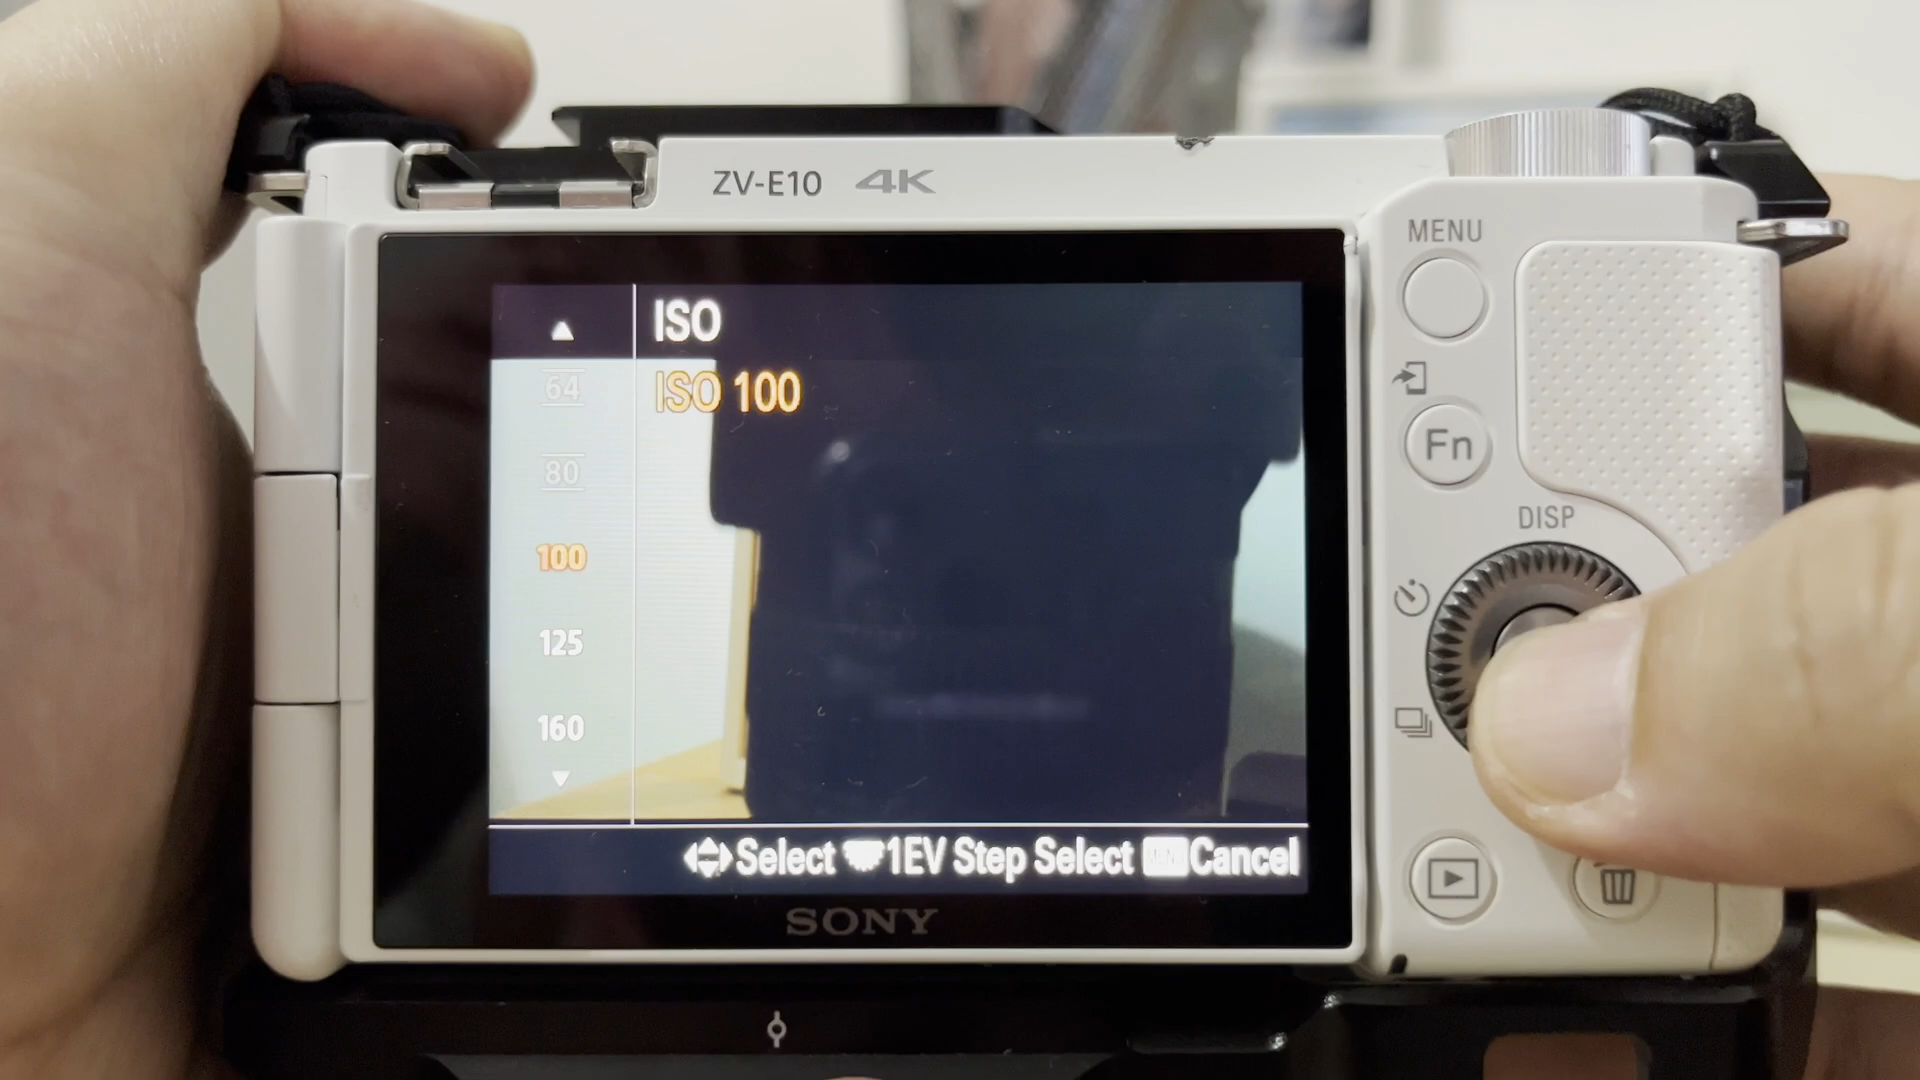 ZV-E10 4K
MENU
ISO
64
ISO 100
80
Fn
DISP
100
125
160
Select 1EV Step Select MENU Cancel
SONY